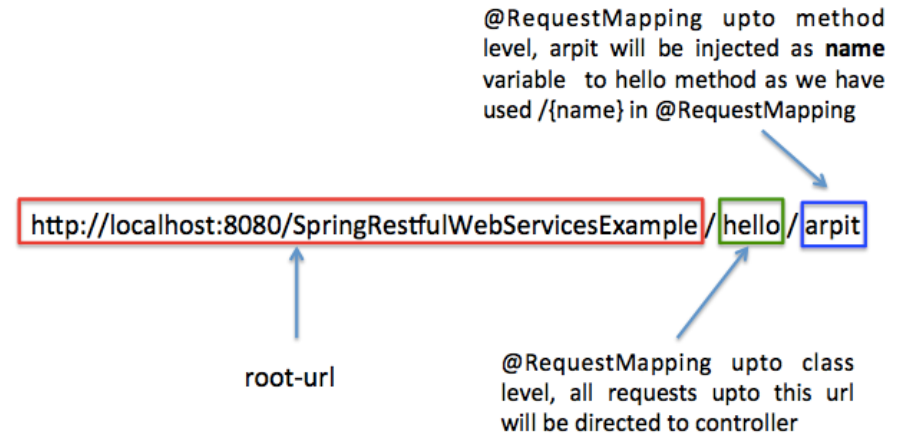 @RequestMapping upto method
level, arpit will be injected as name
variable to hello method as we have
used /{name} in @RequestMapping
http://localhost:8080/SpringRestfulWebServicesExample/hello/arpit
root-url
@RequestMapping upto class
level, all requests upto this url
will be directed to controller